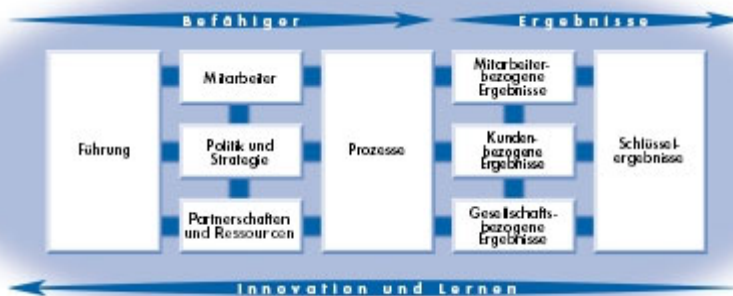 Befähiger
Ergebnisse
Führung
Mitarbeiter
Politik und
Strategie
Partnerschaften
und Ressourcen
Prozesse
Mitarbeiter-
bezogene
Ergebnisse
Kunden-
bezogene
Ergebnisse
Gesellschafts-
bezogene
Ergebnisse
Schlüssel-
ergebnisse
Innovation und Lernen